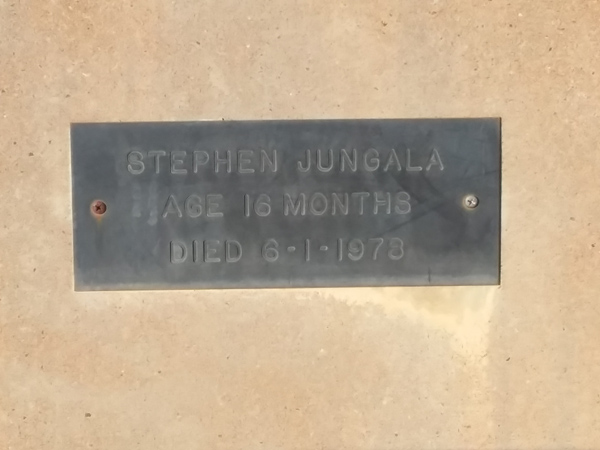 STEPHEN JUNGALA
AGE 16 MONTHS
DIED 6-1-1978